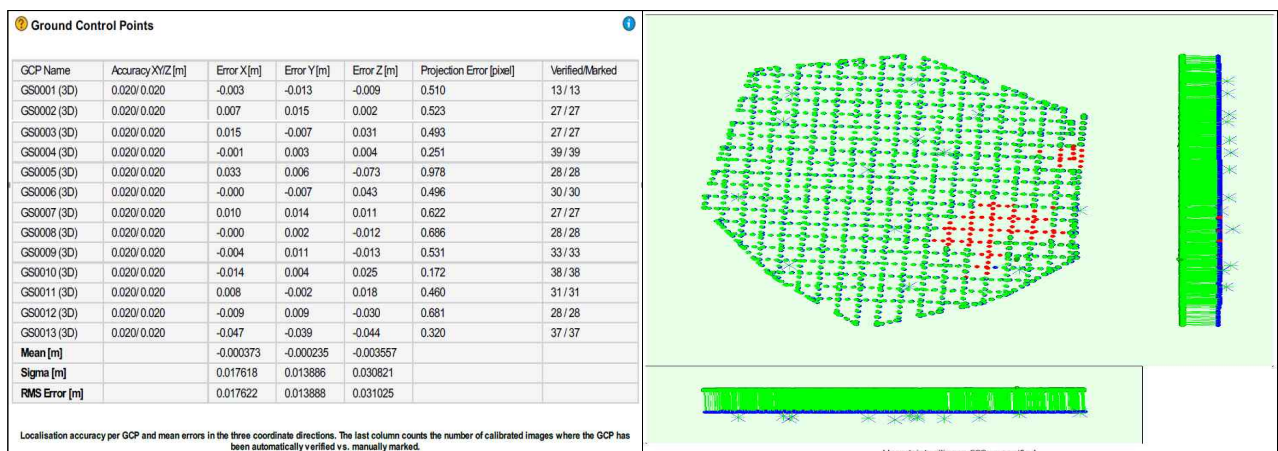 Ground Control Points
GCP Name Accuracy XY/Z [m] Error X [m] Error Y [m] Error Z [m] Projection Error [pixel] Verified/Marked
GS0001 (3D) 0.020/ 0.020 -0.003 -0.013 -0.009 0.510 13 / 13
GS0002 (3D) 0.020/ 0.020 0.007 0.015 0.002 0.523 27 / 27
GS0003 (3D) 0.020/ 0.020 0.015 -0.007 0.031 0.493 27 / 27
GS0004 (3D) 0.020/ 0.020 -0.001 0.003 0.004 0.251 39 / 39
GS0005 (3D) 0.020/ 0.020 0.033 0.006 -0.073 0.978 28 / 28
GS0006 (3D) 0.020/ 0.020 -0.000 -0.007 0.043 0.496 30 / 30
GS0007 (3D) 0.020/ 0.020 0.010 0.014 0.011 0.622 27 / 27
GS0008 (3D) 0.020/ 0.020 -0.000 0.002 -0.012 0.686 28 / 28
GS0009 (3D) 0.020/ 0.020 -0.004 0.011 -0.013 0.531 33 / 33
GS0010 (3D) 0.020/ 0.020 -0.014 0.004 0.025 0.172 38 / 38
GS0011 (3D) 0.020/ 0.020 0.008 -0.002 0.018 0.460 31 / 31
GS0012 (3D) 0.020/ 0.020 -0.009 0.009 -0.030 0.681 28 / 28
GS0013 (3D) 0.020/ 0.020 -0.047 -0.039 -0.044 0.320 37 / 37
Mean [m] -0.000373 -0.000235 -0.003557
Sigma [m] 0.017618 0.013886 0.030821
RMS Error [m] 0.017622 0.013888 0.031025
Localisation accuracy per GCP and mean errors in the three coordinate directions. The last column counts the number of calibrated images where the GCP has
been automatically verified vs. manually marked.